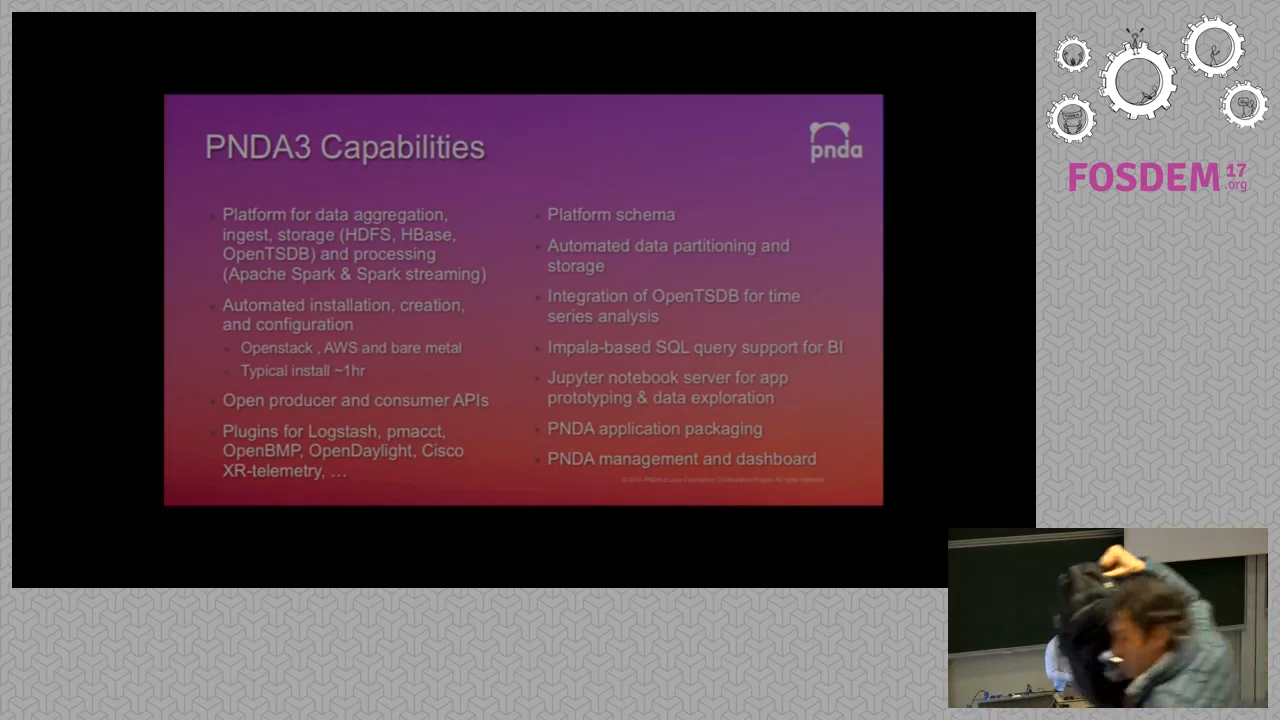 PNDA3 Capabilities
pnda
Platform for data aggregation,
ingest, storage (HDFS, HBase,
OpenTSDB) and processing
(Apache Spark & Spark streaming)
Automated installation, creation,
and configuration
Openstack , AWS and bare metal
Typical install ~1hr
Open producer and consumer APIs
Plugins for Logstash, pmacct,
OpenBMP, OpenDaylight, Cisco
XR-telemetry, …
Platform schema
Automated data partitioning and
storage
Integration of OpenTSDB for time
series analysis
Impala-based SQL query support for BI
Jupyter notebook server for app
prototyping & data exploration
PNDA application packaging
PNDA management and dashboard
FOSDEM 17
.org